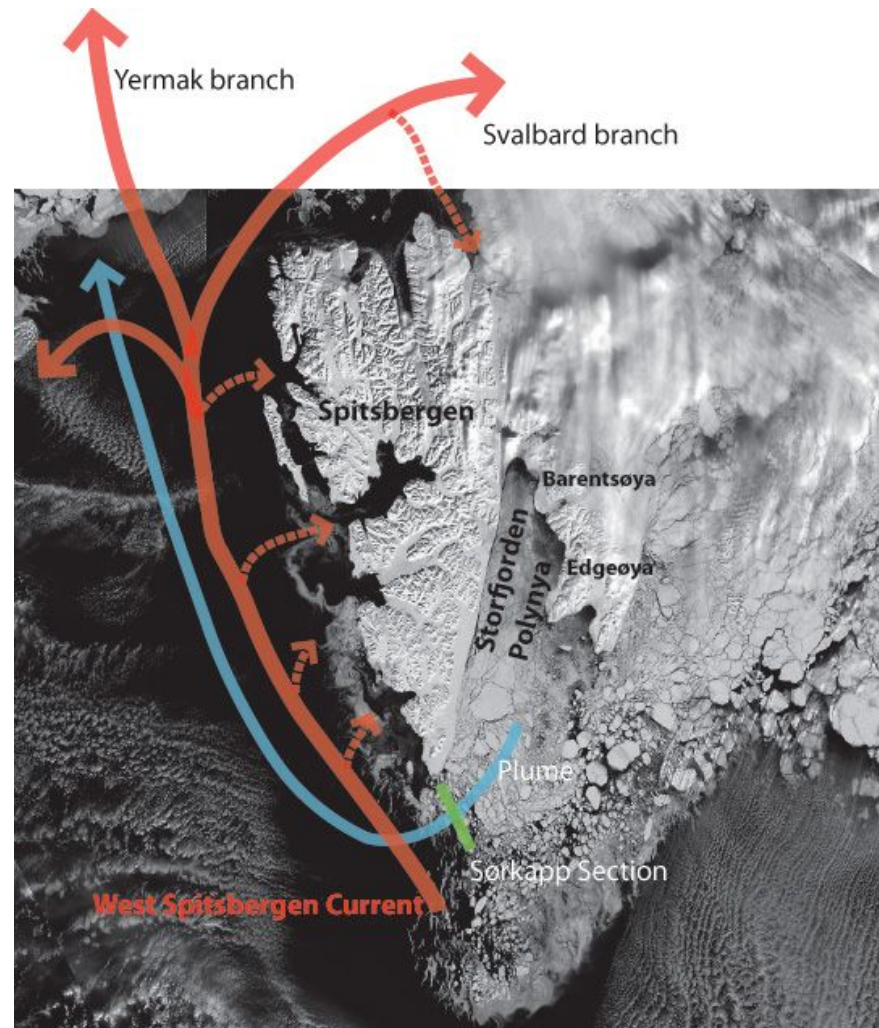 Yermak branch
Svalbard branch
Spitsbergen
Barentsøya
Edgeøya
Storfjorden
Polynya
Plume
Sørkapp Section
West Spitsbergen Current